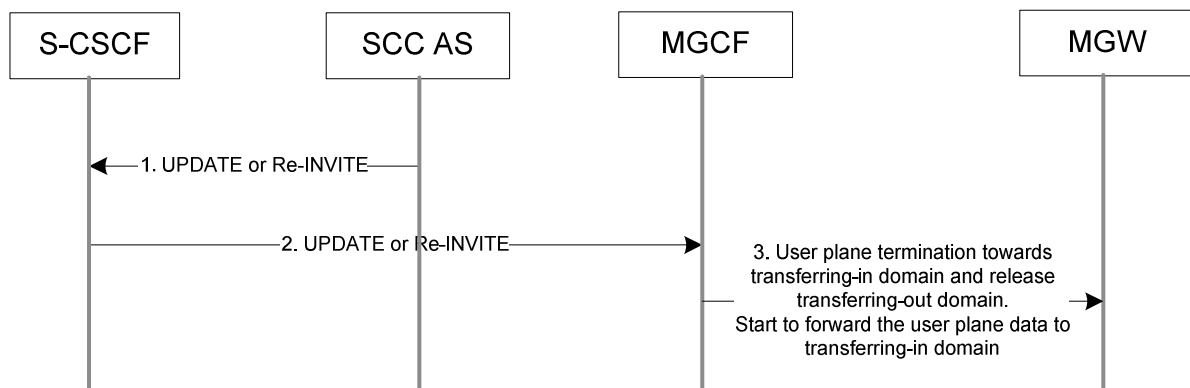 S-CSCF
SCC AS
MGCF
MGW
1. UPDATE or Re-INVITE
2. UPDATE or Re-INVITE
3. User plane termination towards
transferring-in domain and release
transferring-out domain.
Start to forward the user plane data to
transferring-in domain